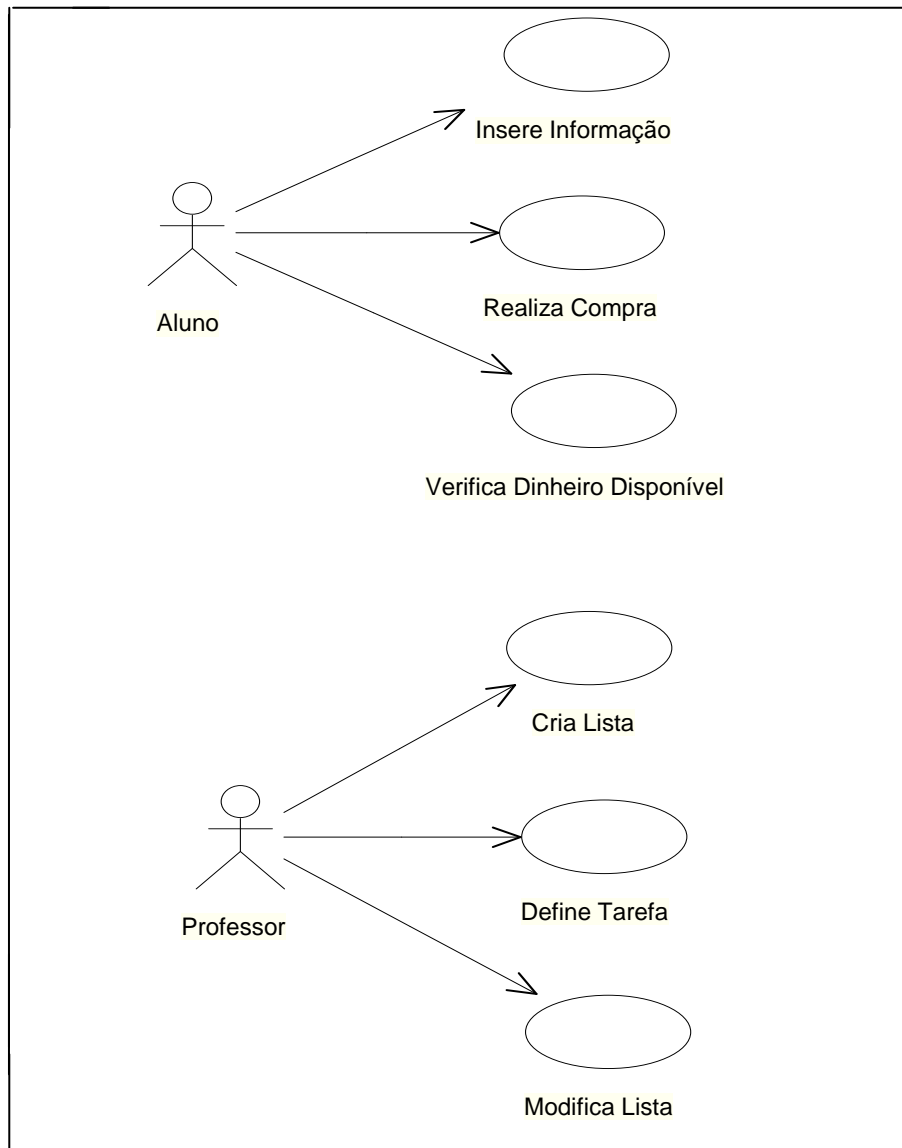 Insere Informação
Aluno
Realiza Compra
Verifica Dinheiro Disponível
Cria Lista
Professor
Define Tarefa
Modifica Lista